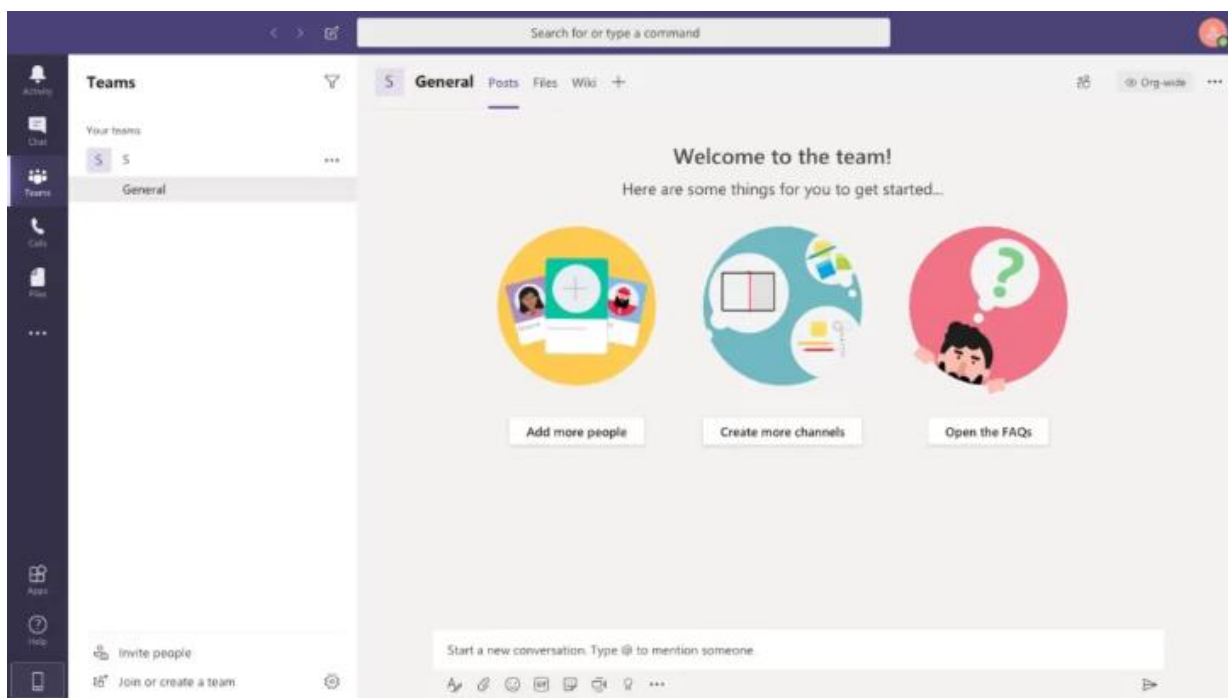 Search for or type a command
Activity
Chat
Teams
Calls
Files
Apps
Help
Teams
Your teams
S S
General
Invite people
Join or create a team
S General Posts Files Wiki +
Org-wide
Welcome to the team!
Here are some things for you to get started...
Add more people
Create more channels
Open the FAQs
Start a new conversation. Type @ to mention someone
GIF